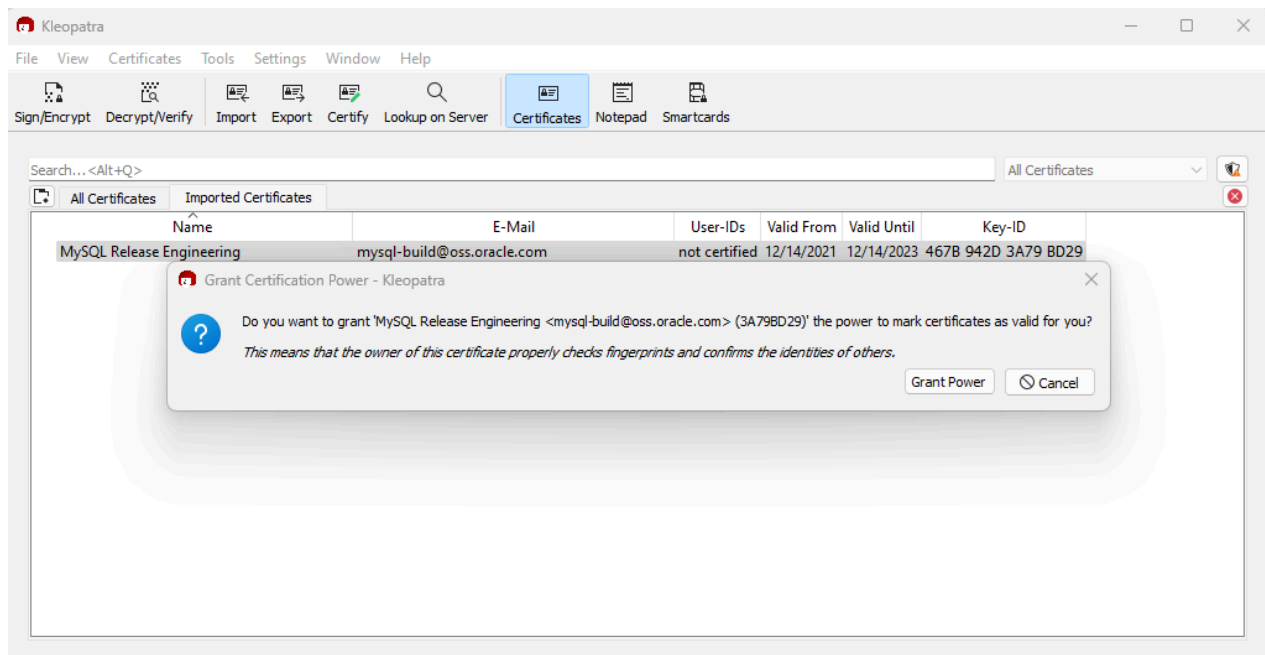 Kleopatra
File View Certificates Tools Settings Window Help
Sign/Encrypt Decrypt/Verify Import Export Certify Lookup on Server Certificates Notepad Smartcards
Search...<Alt+Q> All Certificates
All Certificates Imported Certificates
Name E-Mail User-IDs Valid From Valid Until Key-ID
MySQL Release Engineering mysql-build@oss.oracle.com not certified 12/14/2021 12/14/2023 467B 942D 3A79 BD29
Grant Certification Power - Kleopatra
Do you want to grant 'MySQL Release Engineering <mysql-build@oss.oracle.com> (3A79BD29)' the power to mark certificates as valid for you?
This means that the owner of this certificate properly checks fingerprints and confirms the identities of others.
Grant Power Cancel